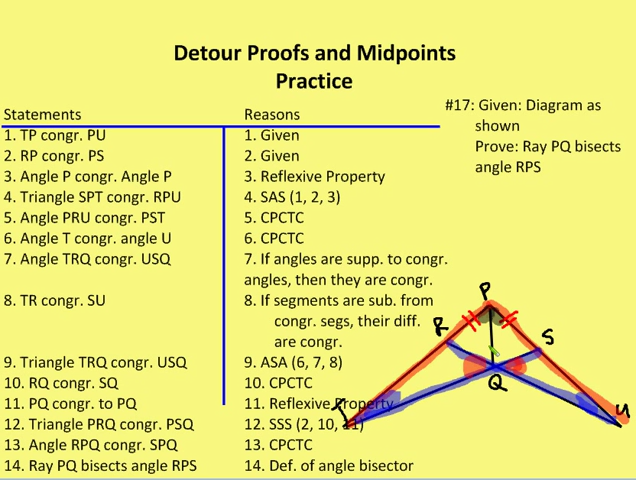 Detour Proofs and Midpoints
Practice
Statements
Reasons
#17: Given: Diagram as
shown
Prove: Ray PQ bisects
angle RPS
1. TP congr. PU
1. Given
2. RP congr. PS
2. Given
3. Angle P congr. Angle P
3. Reflexive Property
4. Triangle SPT congr. RPU
4. SAS (1, 2, 3)
5. Angle PRU congr. PST
5. CPCTC
6. Angle T congr. angle U
6. CPCTC
7. Angle TRQ congr. USQ
7. If angles are supp. to congr.
angles, then they are congr.
8. TR congr. SU
8. If segments are sub. from
congr. segs, their diff.
are congr.
9. Triangle TRQ congr. USQ
9. ASA (6, 7, 8)
10. RQ congr. SQ
10. CPCTC
11. PQ congr. to PQ
11. Reflexive Property
12. Triangle PRQ congr. PSQ
12. SSS (2, 10, 11)
13. Angle RPQ congr. SPQ
13. CPCTC
14. Ray PQ bisects angle RPS
14. Def. of angle bisector
P
R
S
Q
T
U